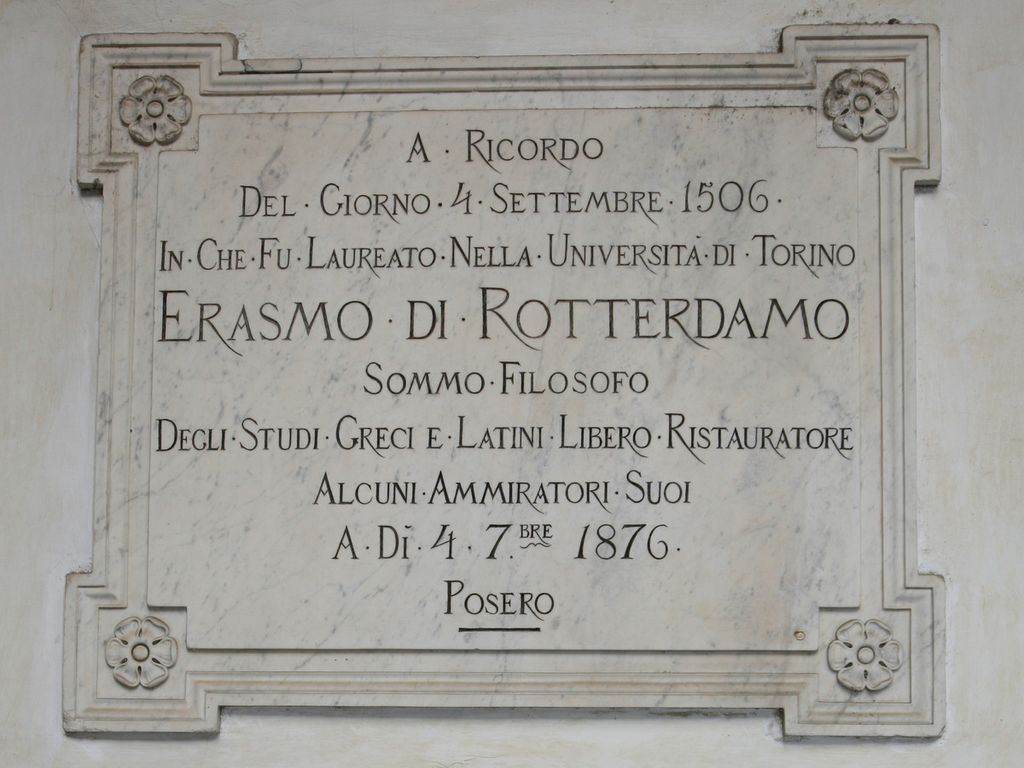 A · RICORDO
DEL · GIORNO · 4 · SETTEMBRE · 1506 ·
IN · CHE · FU · LAUREATO · NELLA · UNIVERSITÀ · DI · TORINO
ERASMO · DI · ROTTERDAMO
SOMMO · FILOSOFO
DEGLI · STUDI · GRECI E · LATINI · LIBERO · RISTAURATORE
ALCUNI · AMMIRATORI · SUOI
A · DÌ · 4 · 7.BRE 1876 ·
POSERO